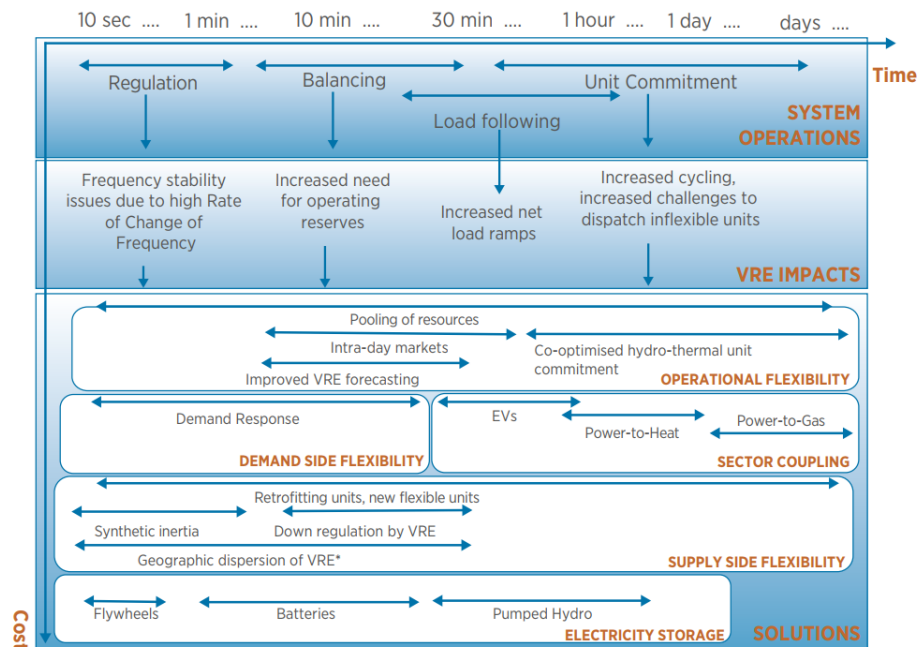 10 sec .... 1 min .... 10 min .... 30 min .... 1 hour .... 1 day .... days ....
Time
Regulation
Balancing
Unit Commitment
Load following
SYSTEM
OPERATIONS
Frequency stability
issues due to high Rate
of Change of
Frequency
Increased need
for operating
reserves
Increased net
load ramps
Increased cycling,
increased challenges to
dispatch inflexible units
VRE IMPACTS
Pooling of resources
Intra-day markets
Improved VRE forecasting
Co-optimised hydro-thermal unit
commitment
OPERATIONAL FLEXIBILITY
Demand Response
DEMAND SIDE FLEXIBILITY
EVs
Power-to-Heat
Power-to-Gas
SECTOR COUPLING
Retrofitting units, new flexible units
Synthetic inertia
Down regulation by VRE
Geographic dispersion of VRE*
SUPPLY SIDE FLEXIBILITY
Flywheels
Batteries
Pumped Hydro
ELECTRICITY STORAGE
SOLUTIONS
Cost